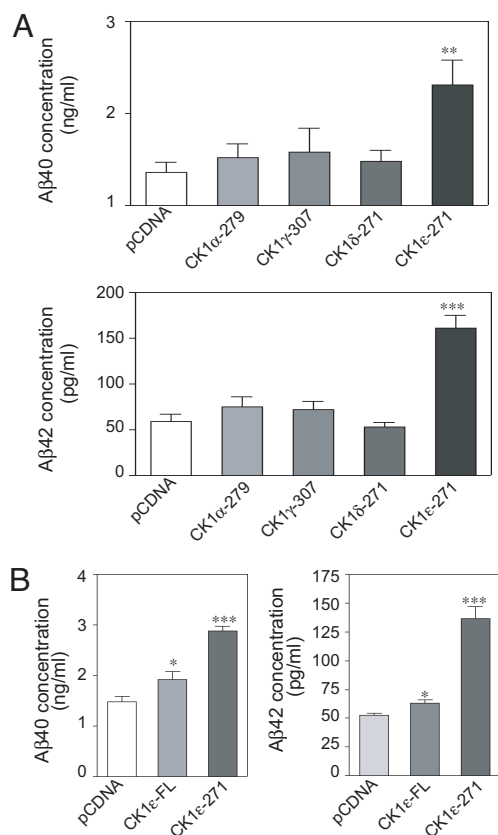 A
Aβ40 concentration
(ng/ml)
3
2
1
**
pCDNA
CK1α-279
CK1γ-307
CK1δ-271
CK1ε-271
Aβ42 concentration
(pg/ml)
200
150
100
50
0
***
pCDNA
CK1α-279
CK1γ-307
CK1δ-271
CK1ε-271
B
Aβ40 concentration
(ng/ml)
4
3
2
1
0
*
***
pCDNA
CK1ε-FL
CK1ε-271
Aβ42 concentration
(pg/ml)
175
150
125
100
75
50
25
0
*
***
pCDNA
CK1ε-FL
CK1ε-271